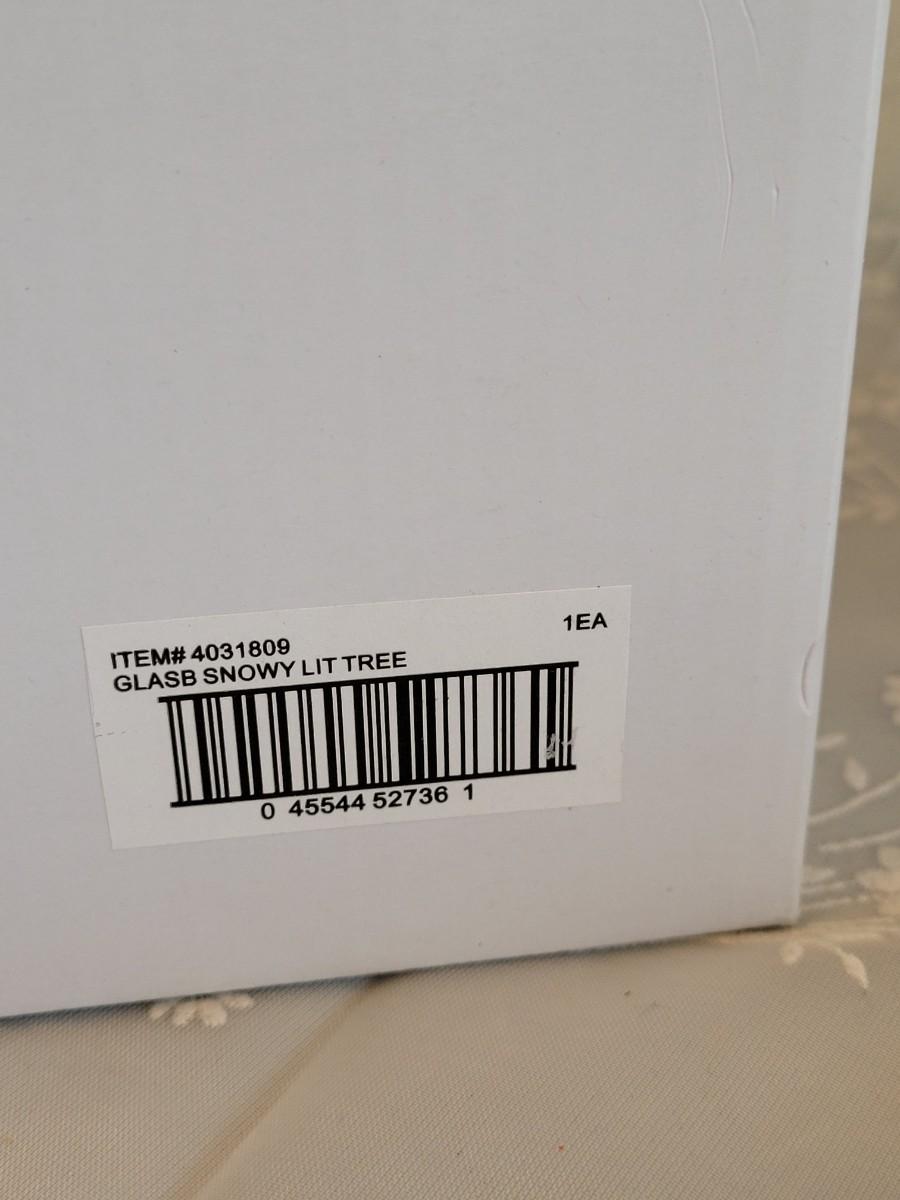 ITEM# 4031809
1EA
GLASB SNOWY LIT TREE
0 45544 52736 1